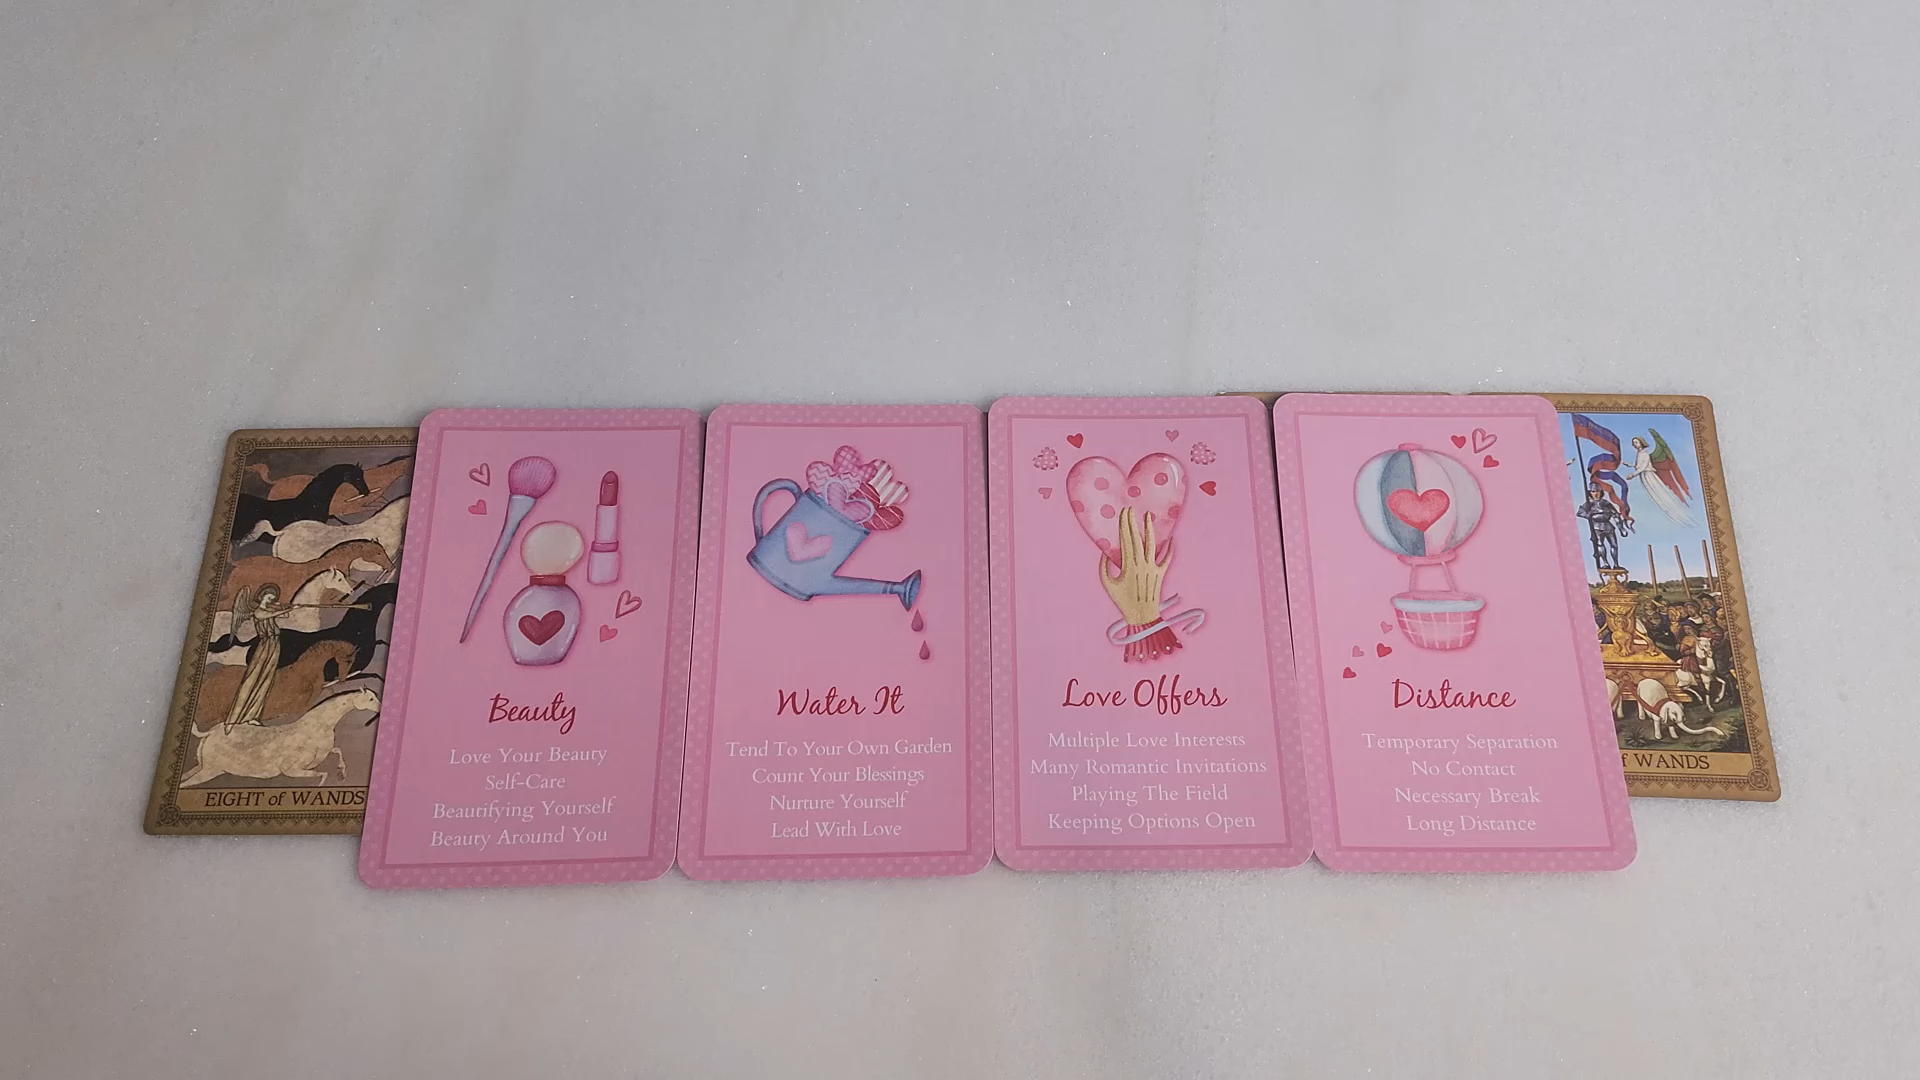 EIGHT of WANDS
Beauty
Love Your Beauty
Self-Care
Beautifying Yourself
Beauty Around You
Water It
Tend To Your Own Garden
Count Your Blessings
Nurture Yourself
Lead With Love
Love Offers
Multiple Love Interests
Many Romantic Invitations
Playing The Field
Keeping Options Open
Distance
Temporary Separation
No Contact
Necessary Break
Long Distance
f WANDS